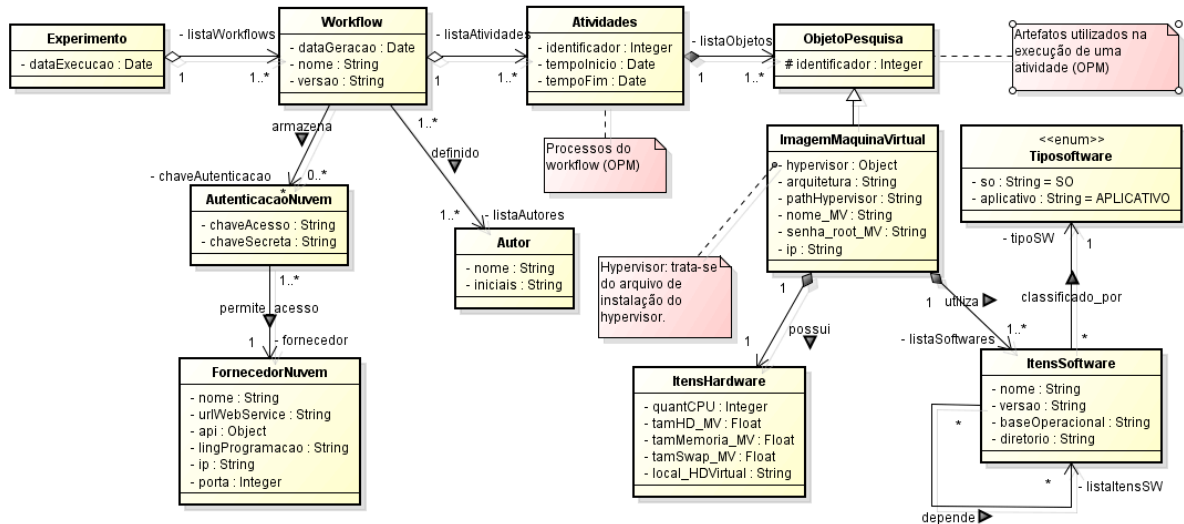 Experimento
- dataExecucao : Date
- listaWorkflows
1
1..*
Workflow
- dataGeracao : Date
- nome : String
- versao : String
- listaAtividades
1
1..*
Atividades
- identificador : Integer
- tempoInicio : Date
- tempoFim : Date
- listaObjetos
1
1..*
ObjetoPesquisa
# identificador : Integer
Artefatos utilizados na
execução de uma
atividade (OPM)
Processos do
workflow (OPM)
armazena
- chaveAutenticacao
0..*
*
1..*
definido
1..*
- listaAutores
AutenticacaoNuvem
- chaveAcesso : String
- chaveSecreta : String
1..*
permite_acesso
1
- fornecedor
FornecedorNuvem
- nome : String
- urlWebService : String
- api : Object
- lingProgramacao : String
- ip : String
- porta : Integer
Autor
- nome : String
- iniciais : String
ImagemMaquinaVirtual
- hypervisor : Object
- arquitetura : String
- pathHypervisor : String
- nome_MV : String
- senha_root_MV : String
- ip : String
Hypervisor: trata-se
do arquivo de
instalação do
hypervisor.
<<enum>>
Tiposoftware
- so : String = SO
- aplicativo : String = APLICATIVO
- tipoSW
1
classificado_por
*
1
possui
1
1
utiliza
1..*
- listaSoftwares
ItensHardware
- quantCPU : Integer
- tamHD_MV : Float
- tamMemoria_MV : Float
- tamSwap_MV : Float
- local_HDVirtual : String
ItensSoftware
- nome : String
- versao : String
- baseOperacional : String
- diretorio : String
*
*
- listaItensSW
depende